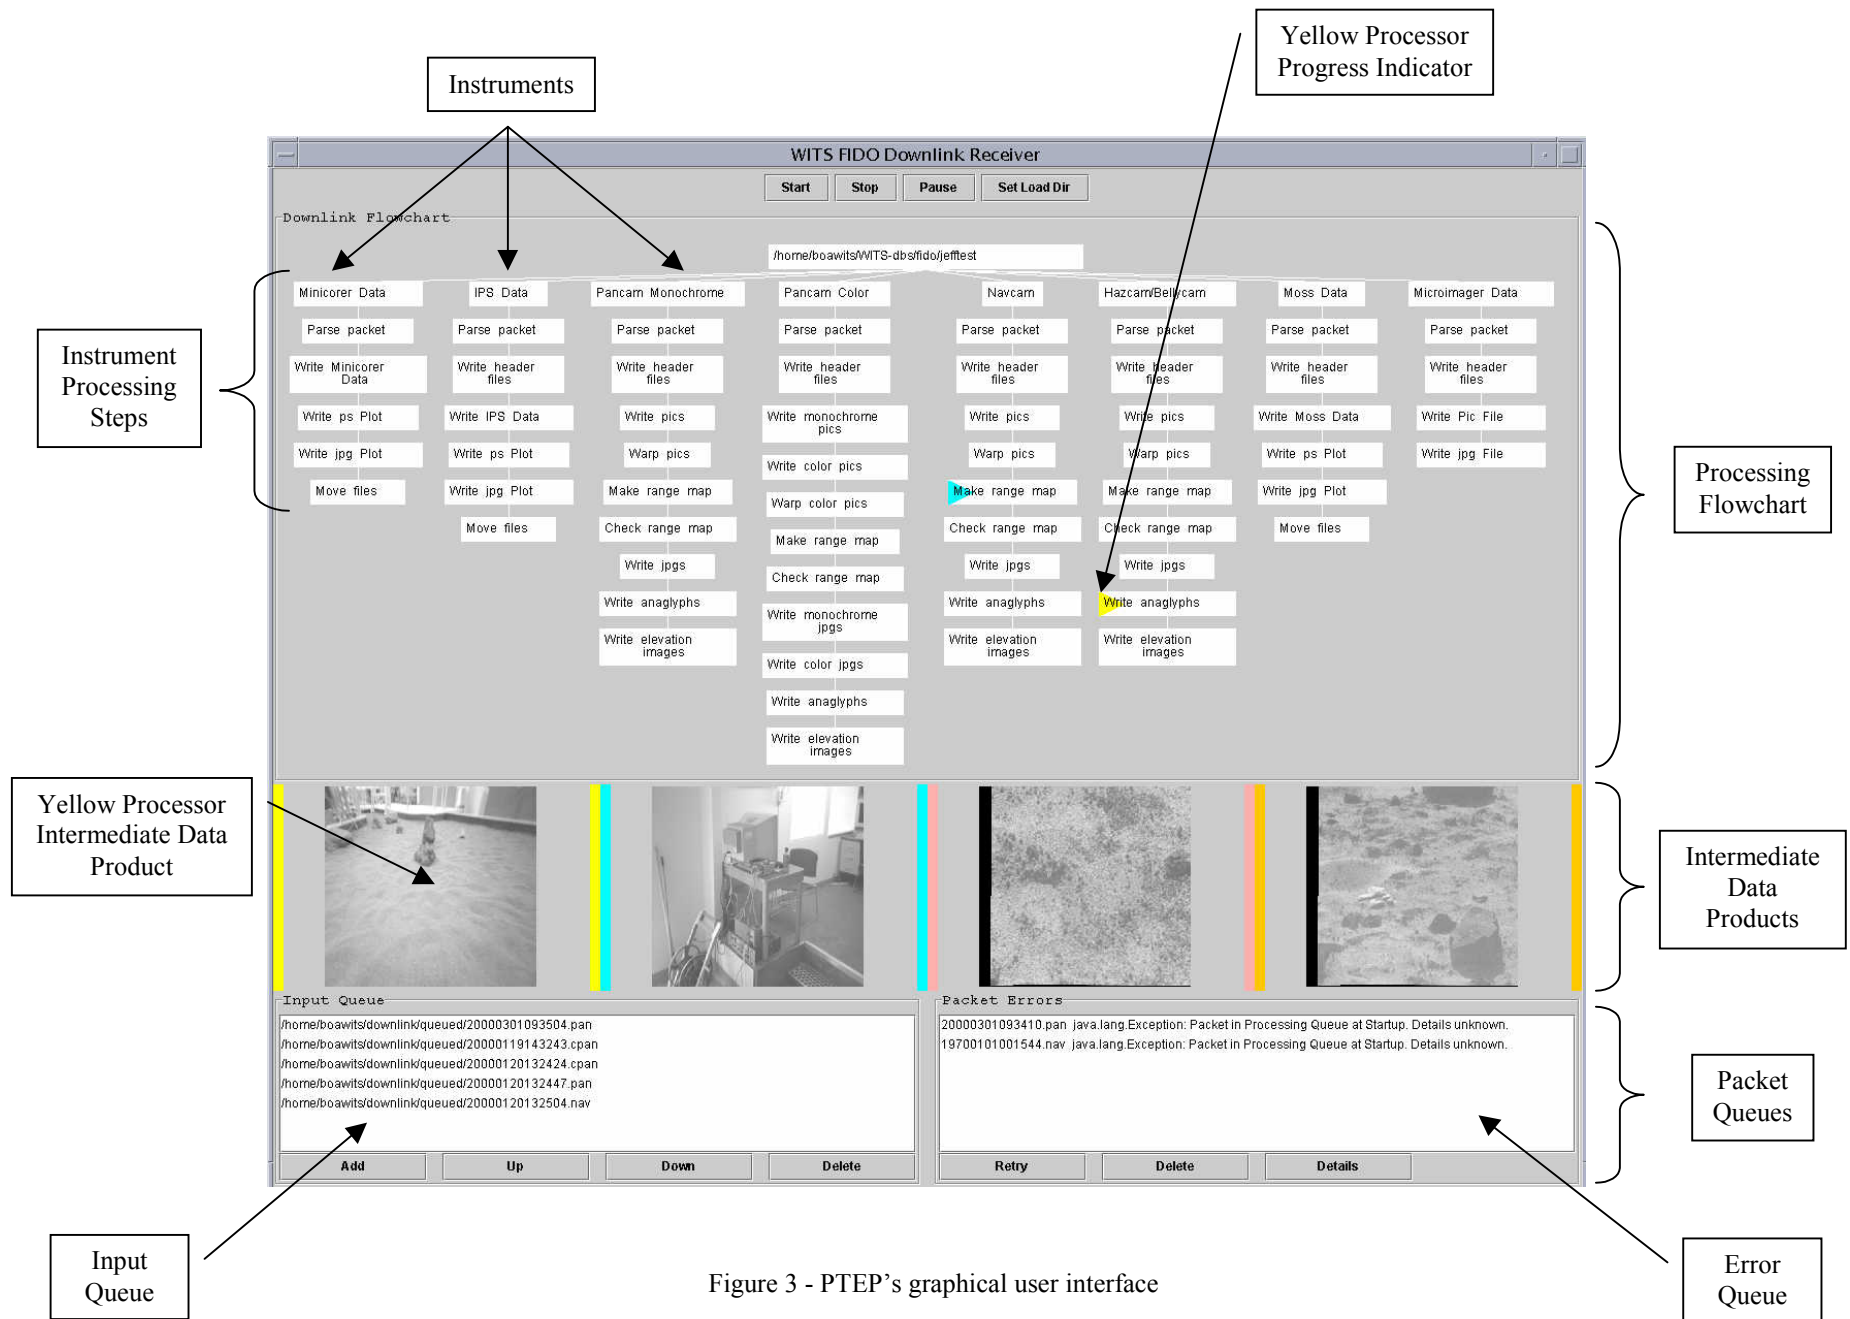 Yellow Processor
Progress Indicator
Instruments
WITS FIDO Downlink Receiver
Start Stop Pause Set Load Dir
Downlink Flowchart
/home/boawits/WITS-dbs/fido/jefftest
Minicorer Data
Parse packet
Write Minicorer
Data
Write ps Plot
Write jpg Plot
Move files
IPS Data
Parse packet
Write header
files
Write IPS Data
Write ps Plot
Write jpg Plot
Move files
Pancam Monochrome
Parse packet
Write header
files
Write pics
Warp pics
Make range map
Check range map
Write jpgs
Write anaglyphs
Write elevation
images
Pancam Color
Parse packet
Write header
files
Write monochrome
pics
Write color pics
Warp color pics
Make range map
Check range map
Write monochrome
jpgs
Write color jpgs
Write anaglyphs
Write elevation
images
Navcam
Parse packet
Write header
files
Write pics
Warp pics
Make range map
Check range map
Write jpgs
Write anaglyphs
Write elevation
images
Hazcam/Bellycam
Parse packet
Write header
files
Write pics
Warp pics
Make range map
Check range map
Write jpgs
Write anaglyphs
Write elevation
images
Moss Data
Parse packet
Write header
files
Write Moss Data
Write ps Plot
Write jpg Plot
Move files
Microimager Data
Parse packet
Write header
files
Write Pic File
Write jpg File
Instrument
Processing
Steps
Processing
Flowchart
Yellow Processor
Intermediate Data
Product
Intermediate
Data
Products
Input Queue
/home/boawits/downlink/queued/20000301093504.pan
/home/boawits/downlink/queued/20000119143243.cpan
/home/boawits/downlink/queued/20000120132424.cpan
/home/boawits/downlink/queued/20000120132447.pan
/home/boawits/downlink/queued/20000120132504.nav
Add Up Down Delete
Packet Errors
20000301093410.pan java.lang.Exception: Packet in Processing Queue at Startup. Details unknown.
19700101001544.nav java.lang.Exception: Packet in Processing Queue at Startup. Details unknown.
Retry Delete Details
Packet
Queues
Input
Queue
Error
Queue
Figure 3 - PTEP's graphical user interface